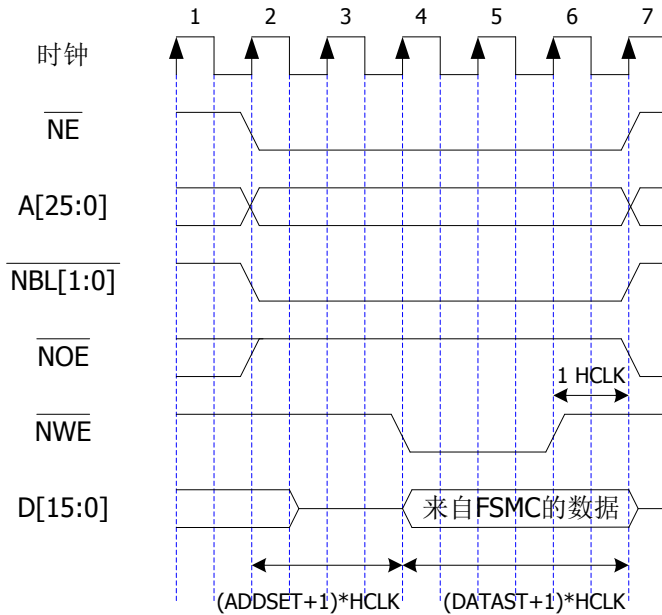 1 2 3 4 5 6 7
时钟
NE
A[25:0]
NBL[1:0]
NOE
1 HCLK
NWE
D[15:0]
来自FSMC的数据
(ADDSET+1)*HCLK
(DATAST+1)*HCLK